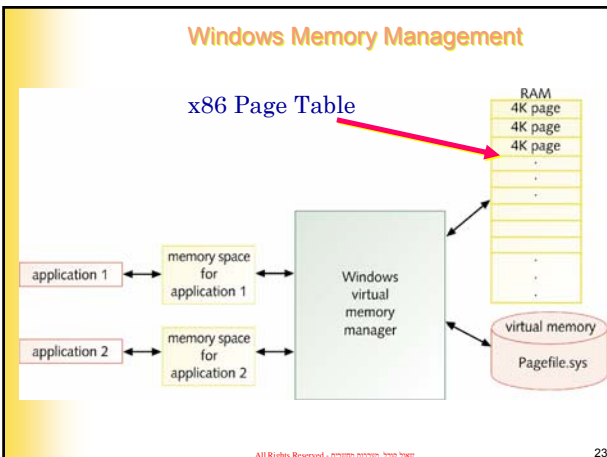 Windows Memory Management
x86 Page Table
RAM
4K page
4K page
4K page
application 1
memory space
for
application 1
Windows
virtual
memory
manager
application 2
memory space
for
application 2
virtual memory
Pagefile.sys
All Rights Reserved -
23